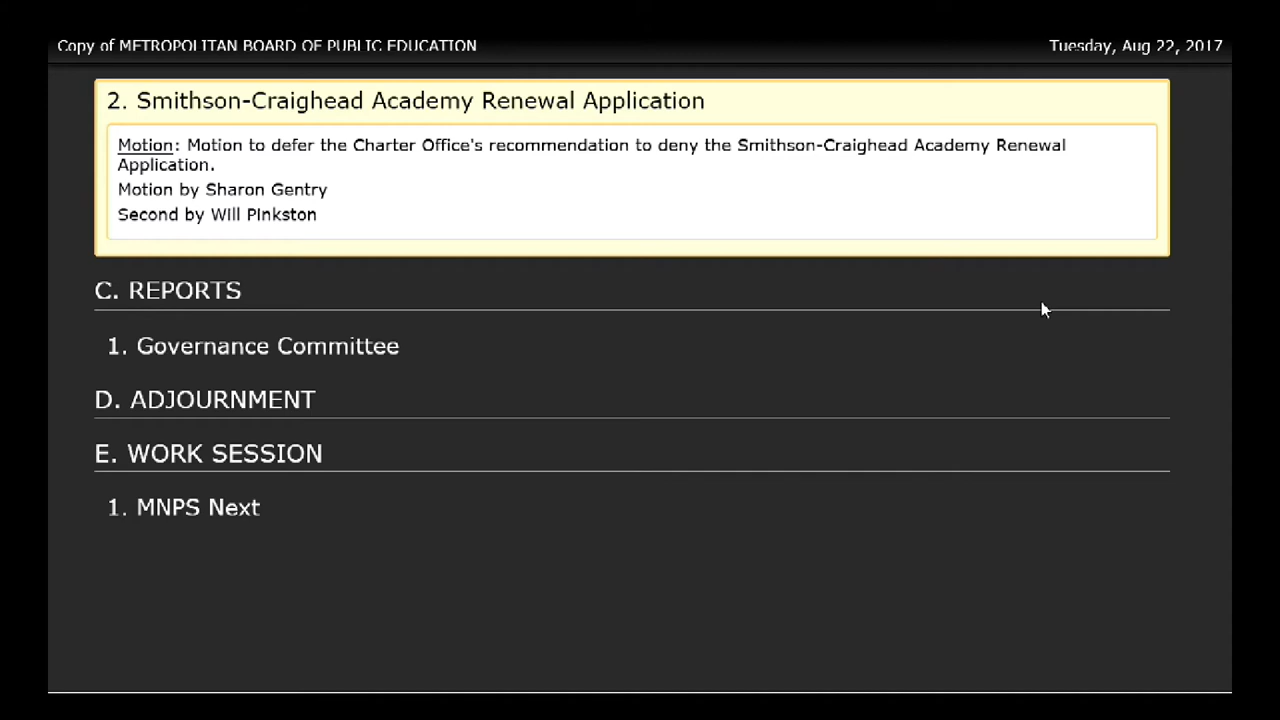 Copy of METROPOLITAN BOARD OF PUBLIC EDUCATION
Tuesday, Aug 22, 2017
2. Smithson-Craighead Academy Renewal Application
Motion: Motion to defer the Charter Office's recommendation to deny the Smithson-Craighead Academy Renewal
Application.
Motion by Sharon Gentry
Second by Will Pinkston
C. REPORTS
1. Governance Committee
D. ADJOURNMENT
E. WORK SESSION
1. MNPS Next